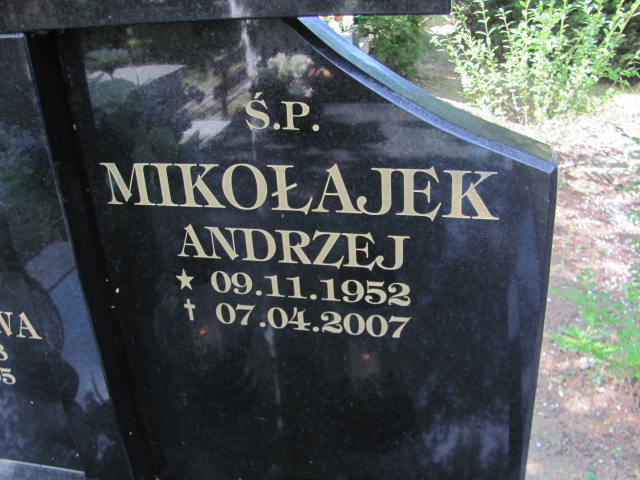 Ś.P.
MIKOŁAJEK
ANDRZEJ
★ 09.11.1952
✝ 07.04.2007